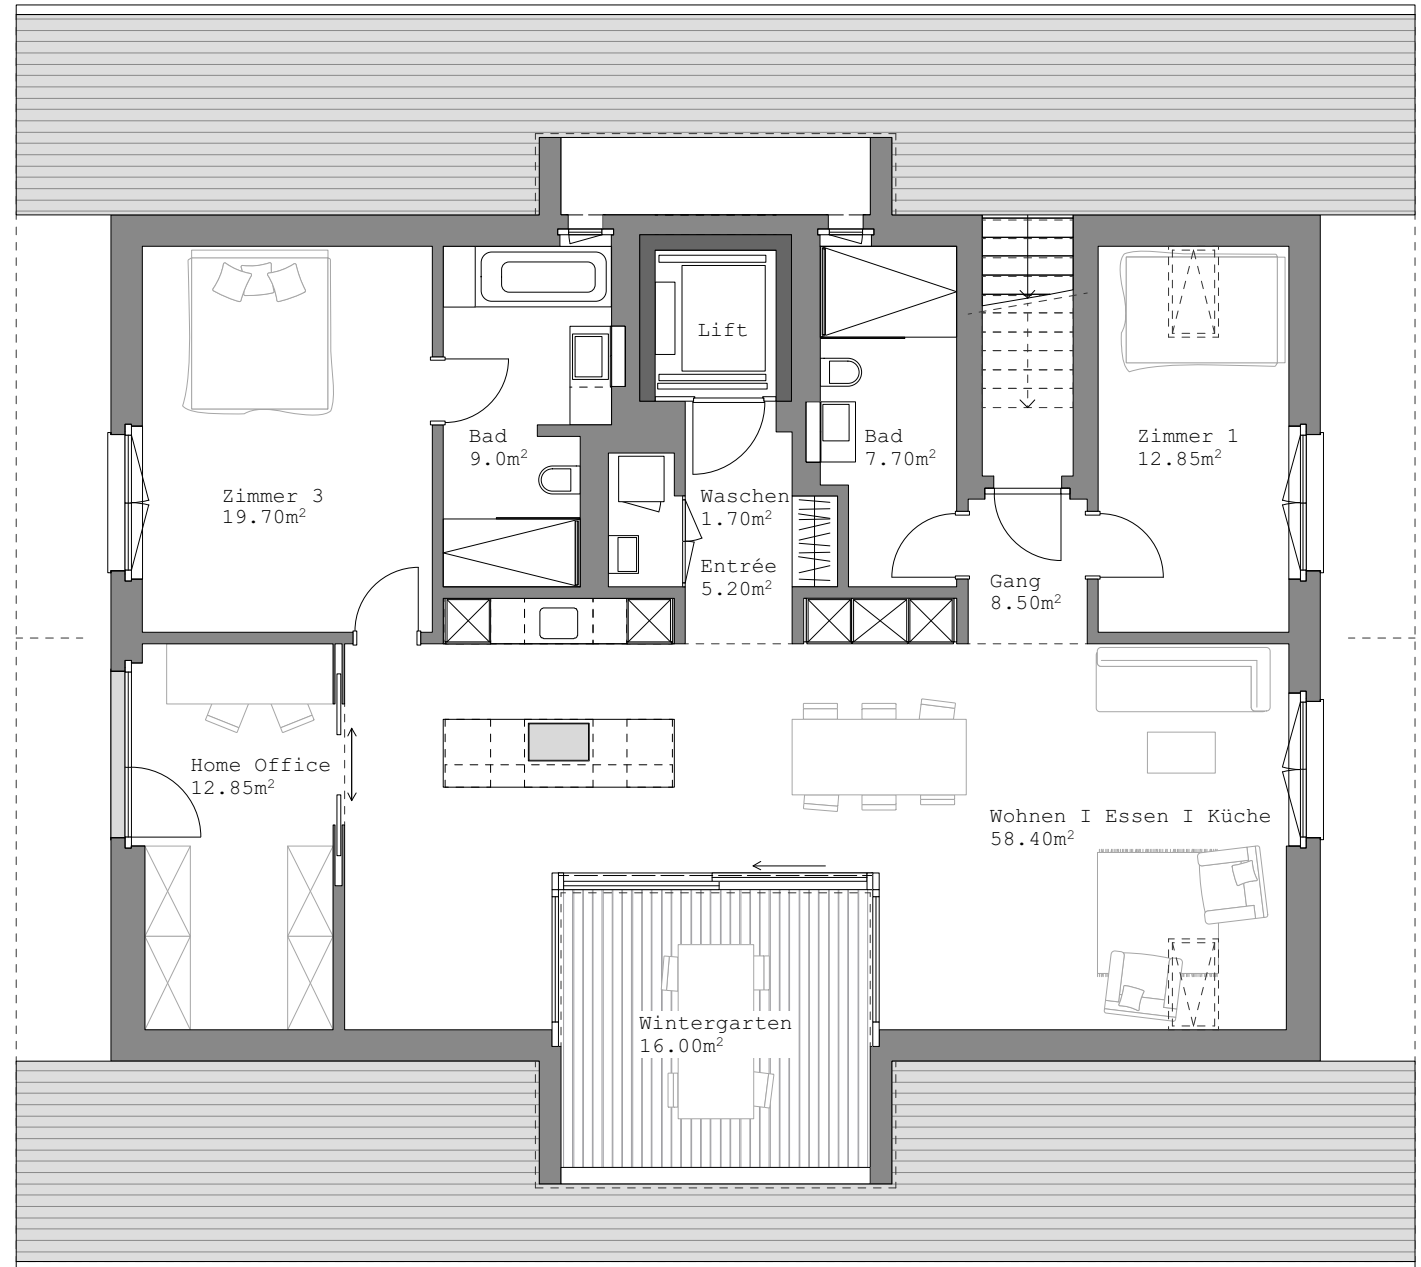 Lift
Bad
9.0m²
Bad
7.70m²
Zimmer 1
12.85m²
Zimmer 3
19.70m²
Waschen
1.70m²
Entrée
5.20m²
Gang
8.50m²
Home Office
12.85m²
Wohnen I Essen I Küche
58.40m²
Wintergarten
16.00m²